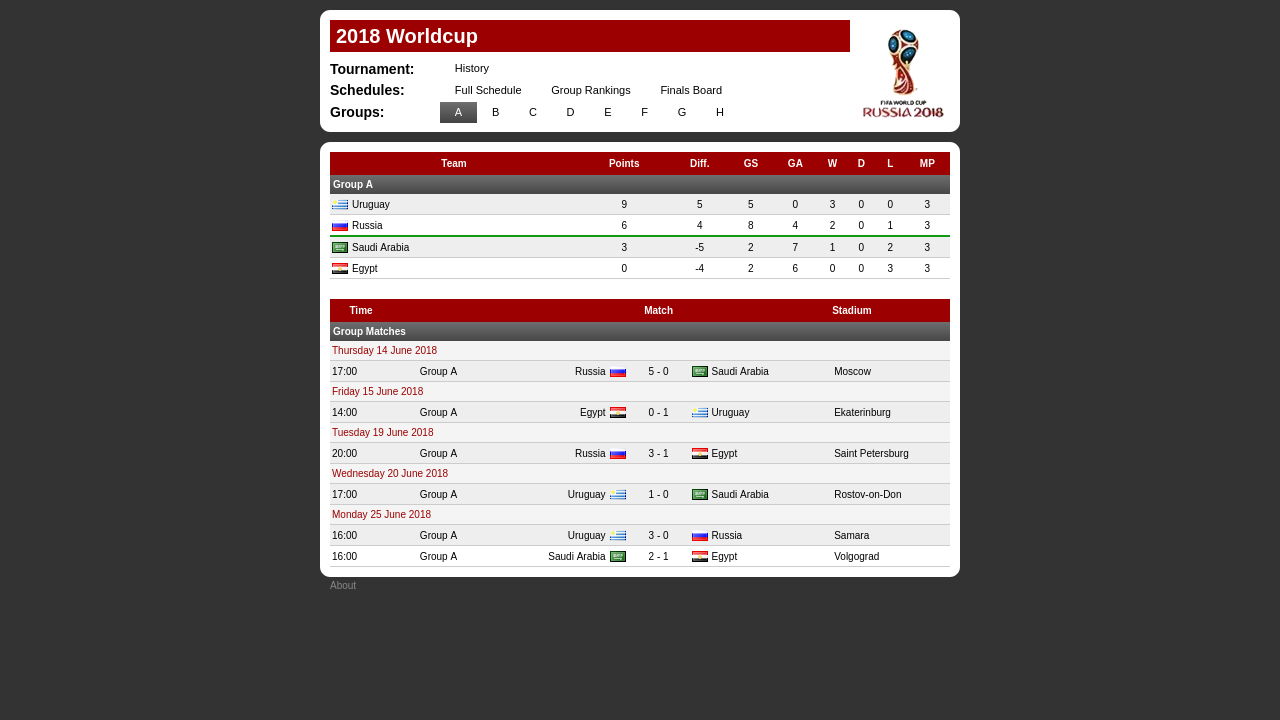 2018 Worldcup
Tournament: History
Schedules: Full Schedule Group Rankings Finals Board
Groups: A B C D E F G H
FIFA WORLD CUP
RUSSIA 2018
Team Points Diff. GS GA W D L MP
Group A
Uruguay 9 5 5 0 3 0 0 3
Russia 6 4 8 4 2 0 1 3
Saudi Arabia 3 -5 2 7 1 0 2 3
Egypt 0 -4 2 6 0 0 3 3
Time Match Stadium
Group Matches
Thursday 14 June 2018
17:00 Group A Russia 5 - 0 Saudi Arabia Moscow
Friday 15 June 2018
14:00 Group A Egypt 0 - 1 Uruguay Ekaterinburg
Tuesday 19 June 2018
20:00 Group A Russia 3 - 1 Egypt Saint Petersburg
Wednesday 20 June 2018
17:00 Group A Uruguay 1 - 0 Saudi Arabia Rostov-on-Don
Monday 25 June 2018
16:00 Group A Uruguay 3 - 0 Russia Samara
16:00 Group A Saudi Arabia 2 - 1 Egypt Volgograd
About